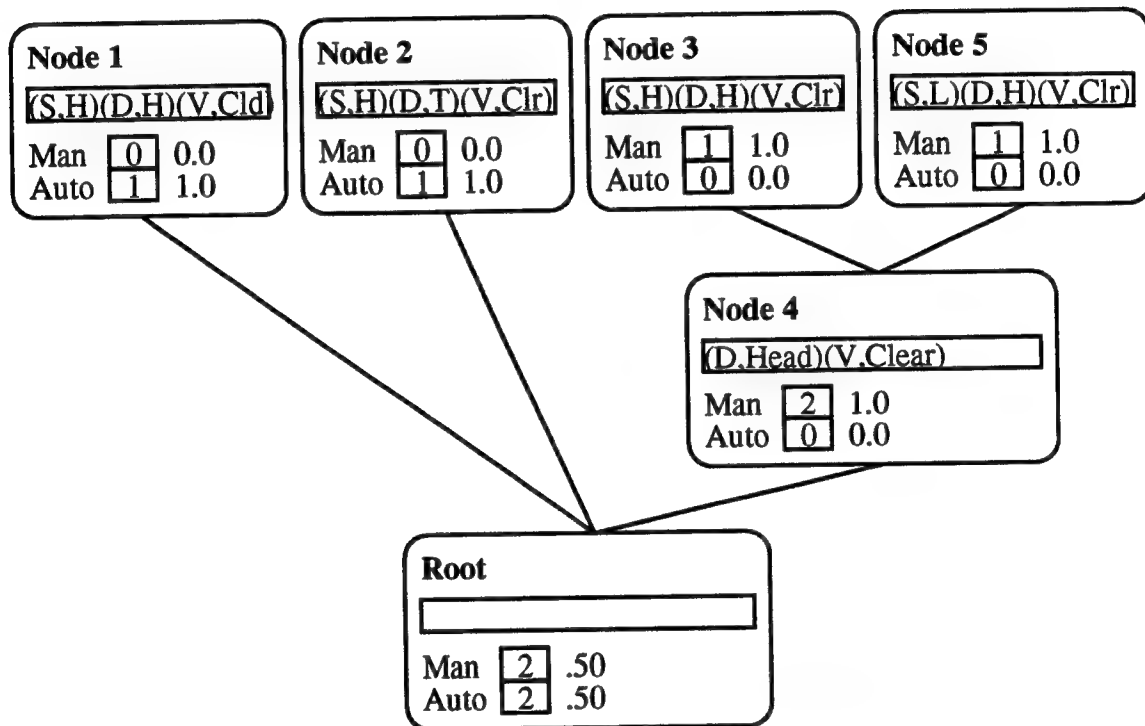 Node 1
(S,H)(D,H)(V,Cld)
Man 0 0.0
Auto 1 1.0
Node 2
(S,H)(D,T)(V,Clr)
Man 0 0.0
Auto 1 1.0
Node 3
(S,H)(D,H)(V,Clr)
Man 1 1.0
Auto 0 0.0
Node 5
(S,L)(D,H)(V,Clr)
Man 1 1.0
Auto 0 0.0
Node 4
(D,Head)(V,Clear)
Man 2 1.0
Auto 0 0.0
Root
Man 2 .50
Auto 2 .50